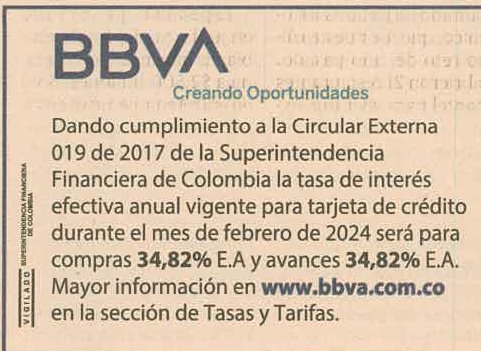 BBVA
Creando Oportunidades
Dando cumplimiento a la Circular Externa
019 de 2017 de la Superintendencia
Financiera de Colombia la tasa de interés
efectiva anual vigente para tarjeta de crédito
durante el mes de febrero de 2024 será para
compras 34,82% E.A y avances 34,82% E.A.
Mayor información en www.bbva.com.co
en la sección de Tasas y Tarifas.
VIGILADO
SUPERINTENDENCIA FINANCIERA
DE COLOMBIA